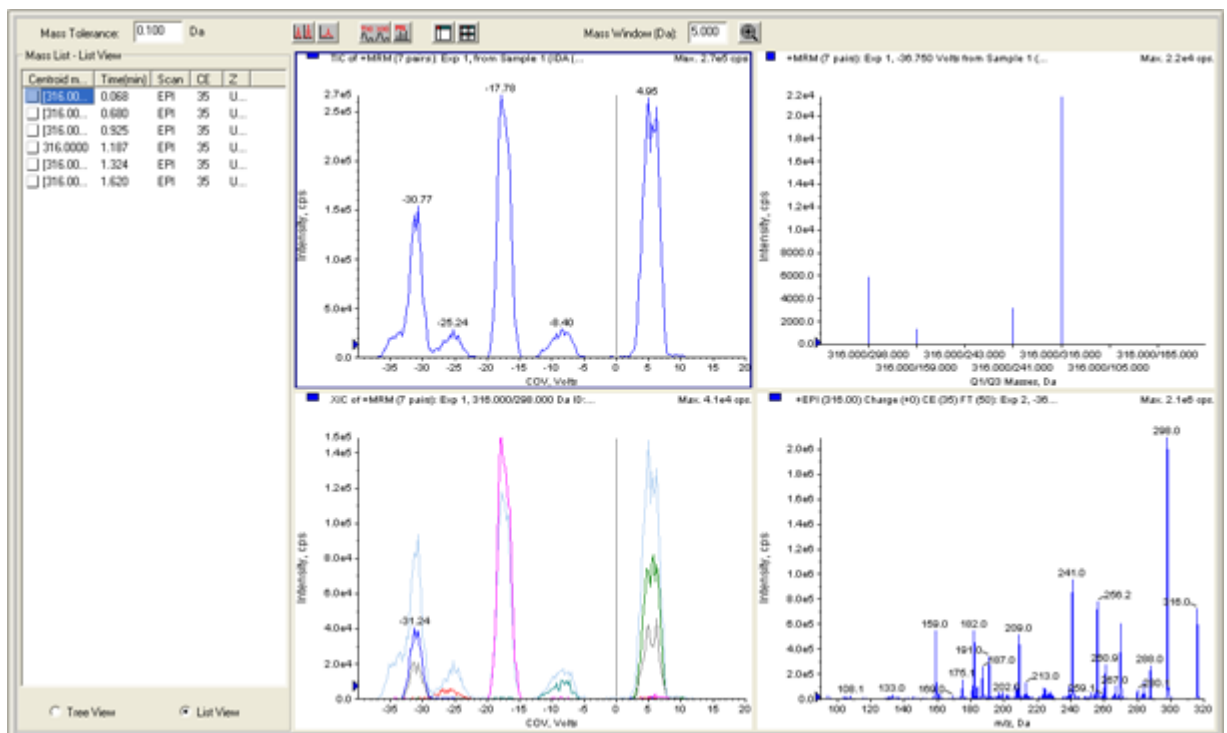 Mass Tolerance: 0.100 Da
Mass Window (Da): 5.000
Mass List - List View
Centroid m... Time(min) Scan CE Z
[316.00... 0.068 EPI 35 U...
[316.00... 0.680 EPI 35 U...
[316.00... 0.925 EPI 35 U...
316.0000 1.187 EPI 35 U...
[316.00... 1.324 EPI 35 U...
[316.00... 1.620 EPI 35 U...
Tree View
List View
TIC of +MRM (7 pairs): Exp 1, from Sample 1 (IDA (... Max. 2.7e5 cps
Intensity, cps
2.7e5
2.5e5
1.5e5
5.0e4
0.0
-17.78
4.95
-30.77
-25.24
-8.40
-35 -30 -25 -20 -15 -10 -5 0 5 10 15 20
COV, Volts
+MRM (7 pairs): Exp 1, -36.750 Volts from Sample 1 (... Max. 2.2e4 cps.
Intensity, cps
2.2e4
2.0e4
1.8e4
1.6e4
1.4e4
1.2e4
1.0e4
8000.0
6000.0
4000.0
2000.0
0.0
316.000/298.000 316.000/243.000 316.000/316.000 316.000/165.000
316.000/159.000 316.000/241.000 316.000/105.000
Q1/Q3 Masses, Da
XIC of +MRM (7 pairs): Exp 1, 316.000/298.000 Da ID:... Max. 4.1e4 cps.
Intensity, cps
1.5e5
1.4e5
1.2e5
1.0e5
8.0e4
6.0e4
4.0e4
2.0e4
0.0
-31.24
-35 -30 -25 -20 -15 -10 -5 0 5 10 15 20
COV, Volts
+EPI (316.00) Charge (+0) CE (35) FT (50): Exp 2, -36... Max. 2.1e6 cps.
Intensity, cps
2.0e6
1.8e6
1.6e6
1.4e6
1.2e6
1.0e6
8.0e5
6.0e5
4.0e5
2.0e5
0.0
298.0
241.0
256.2
316.0
159.0
182.0
209.0
191.0
187.0
250.9
288.0
175.1
213.0
267.0
108.1
133.0
259.1
100 120 140 160 180 200 220 240 260 280 300 320
m/z, Da